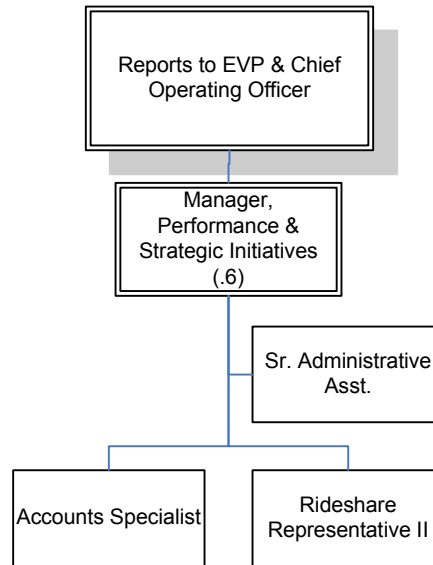 Reports to EVP & Chief
Operating Officer
Manager,
Performance &
Strategic Initiatives
(.6)
Sr. Administrative
Asst.
Accounts Specialist
Rideshare
Representative II